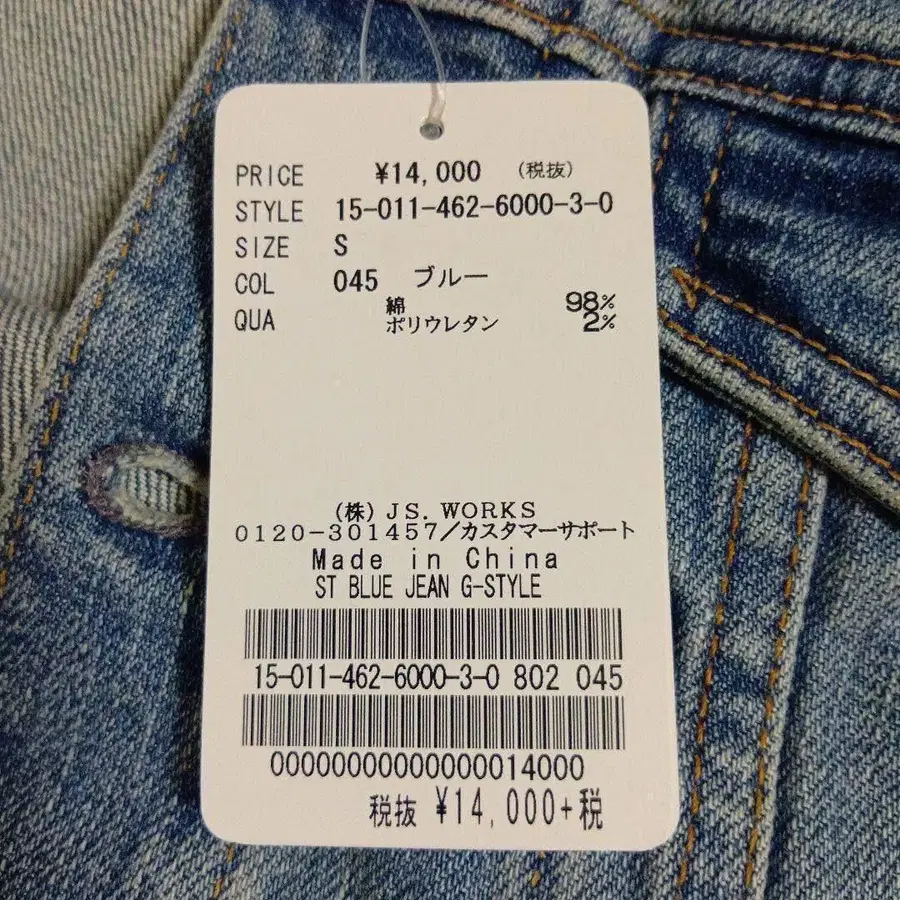 PRICE ¥14,000 (税抜)
STYLE 15-011-462-6000-3-0
SIZE S
COL 045 ブルー
QUA 綿 98%
ポリウレタン 2%
(株)JS.WORKS
0120-301457/カスタマーサポート
Made in China
ST BLUE JEAN G-STYLE
15-011-462-6000-3-0 802 045
00000000000000014000
税抜 ¥14,000+税